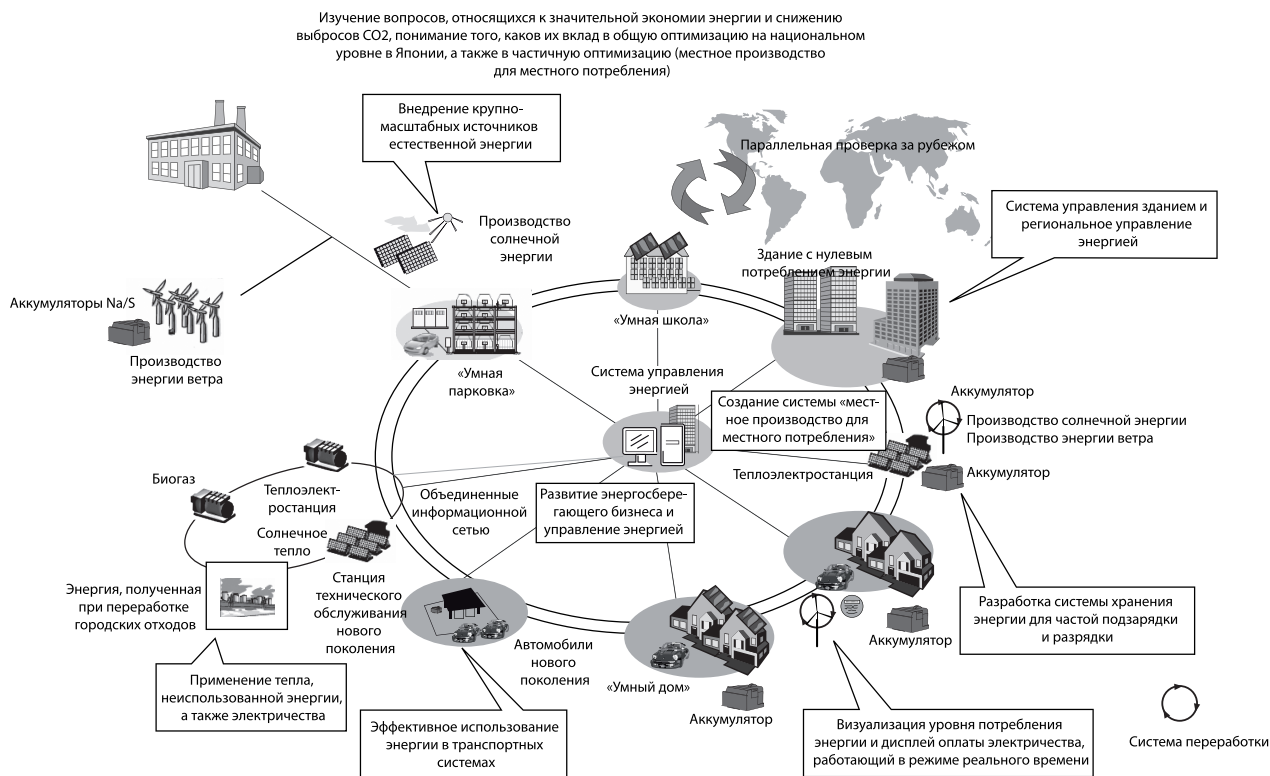 Изучение вопросов, относящихся к значительной экономии энергии и снижению
выбросов CO2, понимание того, каков их вклад в общую оптимизацию на национальном
уровне в Японии, а также в частичную оптимизацию (местное производство
для местного потребления)
Внедрение крупно-
масштабных источников
естественной энергии
Параллельная проверка за рубежом
Система управления зданием и
региональное управление
энергией
Производство
солнечной
энергии
Здание с нулевым
потреблением энергии
Аккумуляторы Na/S
Производство
энергии ветра
«Умная школа»
«Умная
парковка»
Система управления
энергией
Создание системы «мест-
ное производство для
местного потребления»
Аккумулятор
Производство солнечной энергии
Производство энергии ветра
Теплоэлектростанция
Аккумулятор
Биогаз
Теплоэлект-
ростанция
Солнечное
тепло
Объединенные
информационной
сетью
Развитие энергосбере-
гающего бизнеса и
управление энергией
Энергия, полученная
при переработке
городских отходов
Станция
технического
обслуживания
нового
поколения
Автомобили
нового
поколения
«Умный дом»
Аккумулятор
Аккумулятор
Разработка системы хранения
энергии для частой подзарядки
и разрядки
Применение тепла,
неиспользованной энергии,
а также электричества
Эффективное использование
энергии в транспортных
системах
Визуализация уровня потребления
энергии и дисплей оплаты электричества,
работающий в режиме реального времени
Система переработки